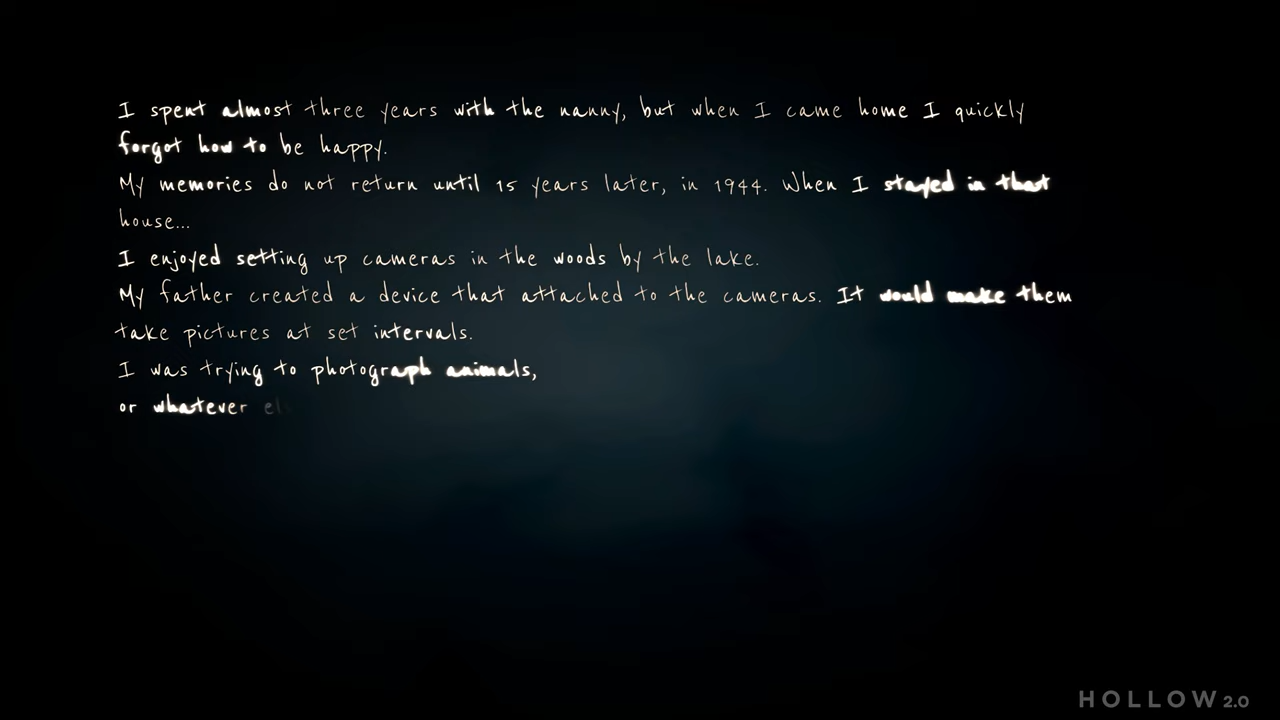 I spent almost three years with the nanny, but when I came home I quickly
forgot how to be happy.
My memories do not return until 15 years later, in 1944. When I stayed in that
house...
I enjoyed setting up cameras in the woods by the lake.
My father created a device that attached to the cameras. It would make them
take pictures at set intervals.
I was trying to photograph animals,
or whatever
HOLLOW 2.0